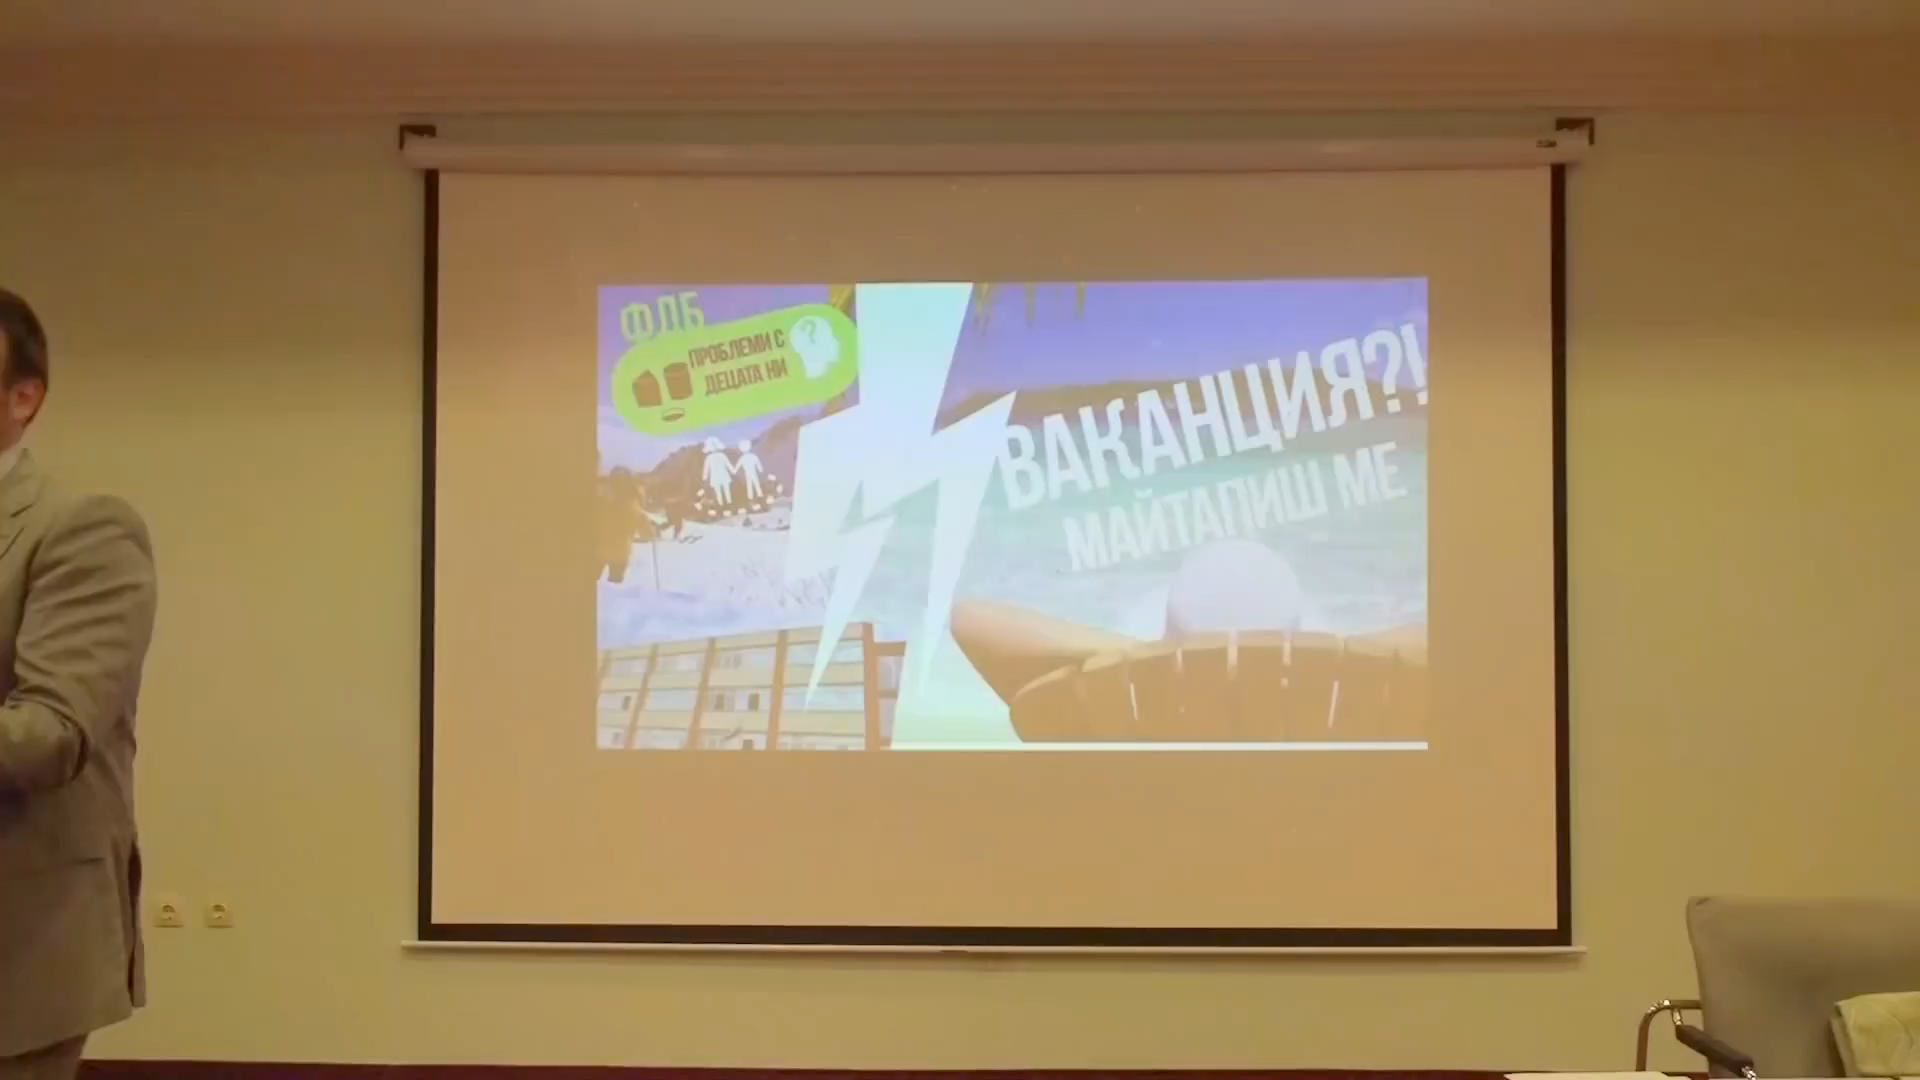 ФЛБ
ПРОБЛЕМИ С
ДЕЦАТА НИ
ВАКАНЦИЯ?!
МАЙТАПИШ МЕ